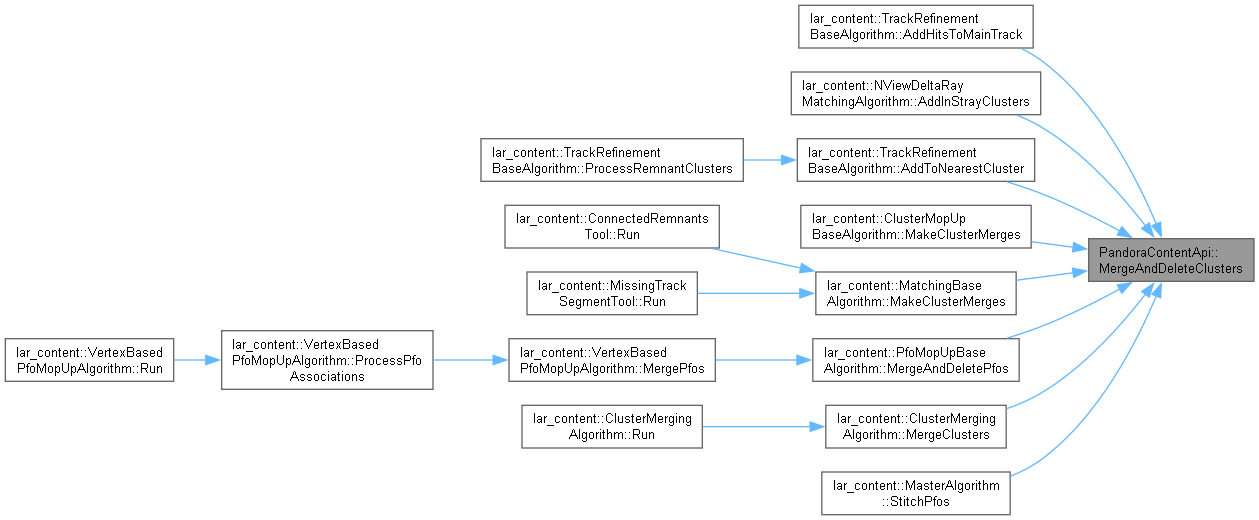 lar_content::TrackRefinement
BaseAlgorithm::AddHitsToMainTrack
lar_content::NViewDeltaRay
MatchingAlgorithm::AddInStrayClusters
lar_content::TrackRefinement
BaseAlgorithm::ProcessRemnantClusters
lar_content::TrackRefinement
BaseAlgorithm::AddToNearestCluster
lar_content::ConnectedRemnants
Tool::Run
lar_content::ClusterMopUp
BaseAlgorithm::MakeClusterMerges
PandoraContentApi::
MergeAndDeleteClusters
lar_content::MissingTrack
SegmentTool::Run
lar_content::MatchingBase
Algorithm::MakeClusterMerges
lar_content::VertexBased
PfoMopUpAlgorithm::Run
lar_content::VertexBased
PfoMopUpAlgorithm::ProcessPfo
Associations
lar_content::VertexBased
PfoMopUpAlgorithm::MergePfos
lar_content::PfoMopUpBase
Algorithm::MergeAndDeletePfos
lar_content::ClusterMerging
Algorithm::Run
lar_content::ClusterMerging
Algorithm::MergeClusters
lar_content::MasterAlgorithm
::StitchPfos